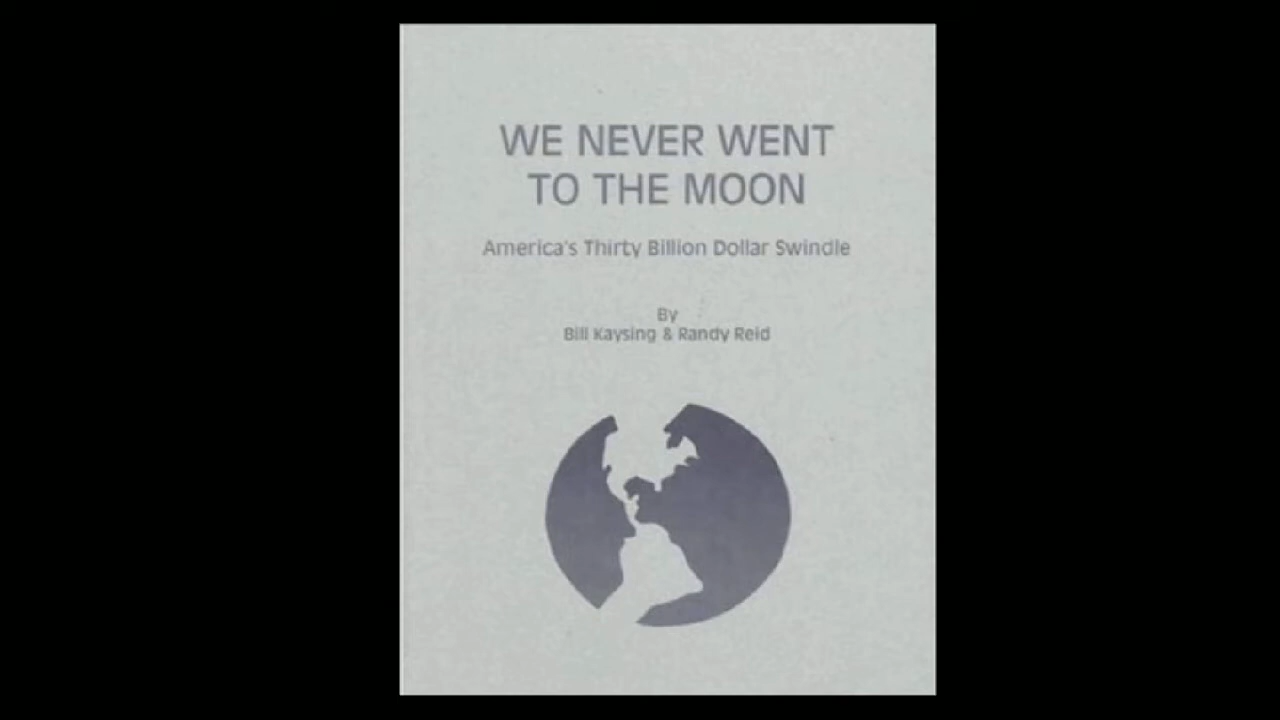 WE NEVER WENT
TO THE MOON
America's Thirty Billion Dollar Swindle
By
Bill Kaysing & Randy Reid